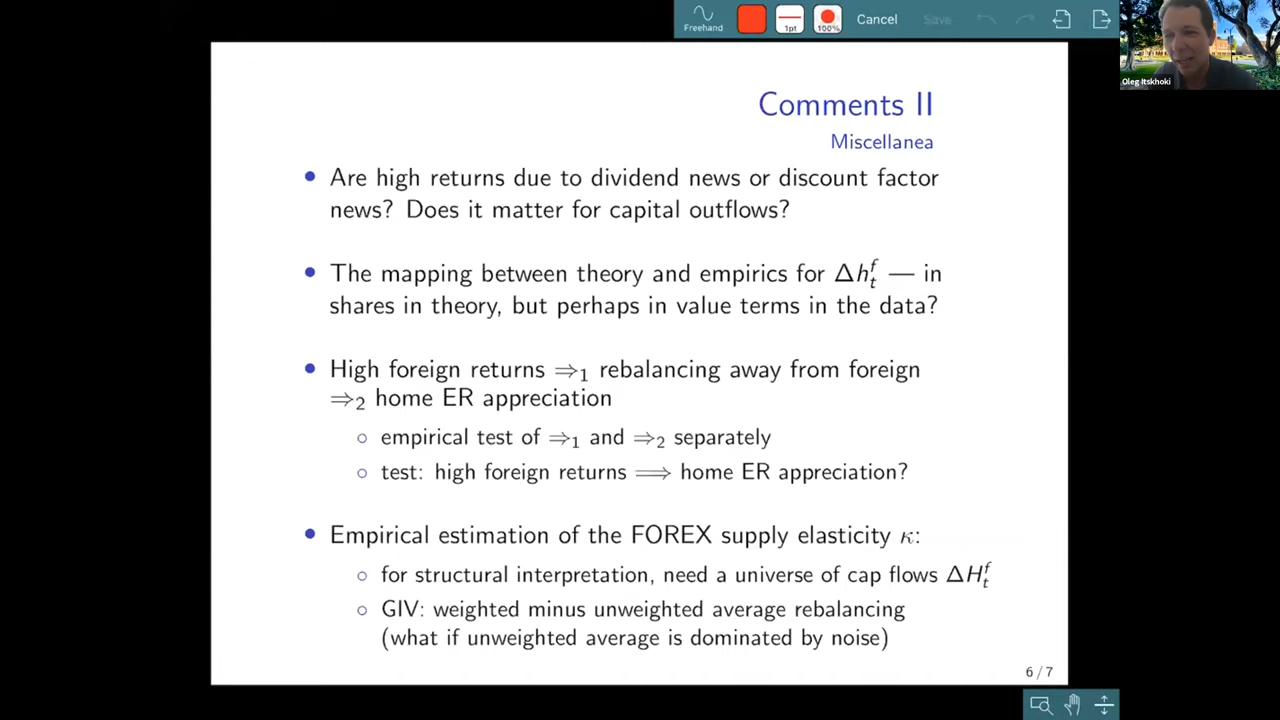 Freehand
1pt
100%
Cancel
Save
Oleg Itskhoki
Comments II
Miscellanea
• Are high returns due to dividend news or discount factor
news? Does it matter for capital outflows?
• The mapping between theory and empirics for Δhₜᶠ — in
shares in theory, but perhaps in value terms in the data?
• High foreign returns ⇒₁ rebalancing away from foreign
⇒₂ home ER appreciation
○ empirical test of ⇒₁ and ⇒₂ separately
○ test: high foreign returns ⟹ home ER appreciation?
• Empirical estimation of the FOREX supply elasticity κ:
○ for structural interpretation, need a universe of cap flows ΔHₜᶠ
○ GIV: weighted minus unweighted average rebalancing
(what if unweighted average is dominated by noise)
6 / 7